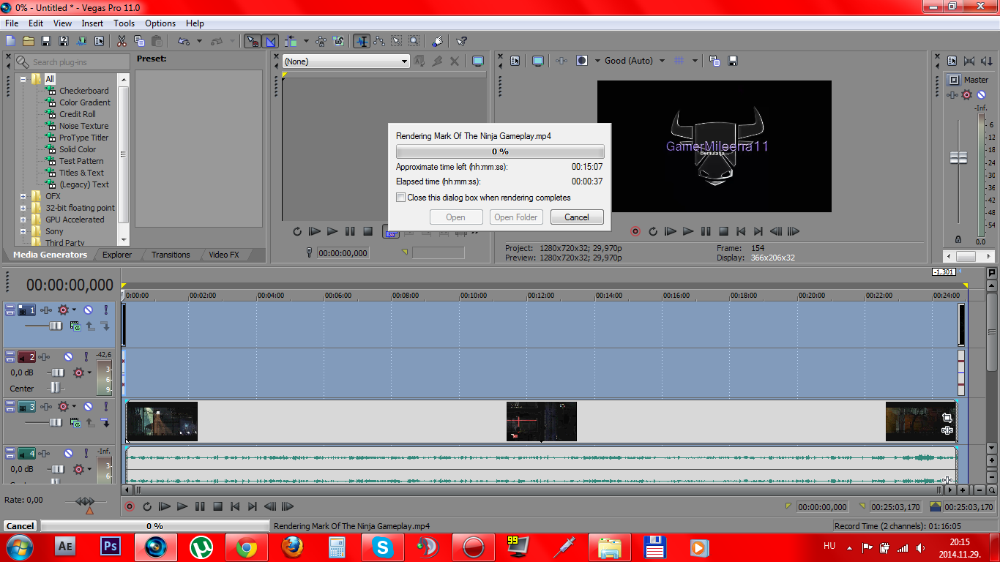 0% - Untitled * - Vegas Pro 11.0
File Edit View Insert Tools Options Help
Search plug-ins
Preset:
All
Checkerboard
Color Gradient
Credit Roll
Noise Texture
ProType Titler
Solid Color
Test Pattern
Titles & Text
(Legacy) Text
OFX
32-bit floating point
GPU Accelerated
Sony
Third Party
Media Generators Explorer Transitions Video FX
(None)
00:00:00,000
Good (Auto)
GamerMileena11
Bemutatja...
Project: 1280x720x32; 29,970p
Preview: 1280x720x32; 29,970p
Frame: 154
Display: 366x206x32
Master
-Inf.
6
12
18
24
30
36
42
48
54
0,0
Rendering Mark Of The Ninja Gameplay.mp4
0 %
Approximate time left (hh:mm:ss): 00:15:07
Elapsed time (hh:mm:ss): 00:00:37
Close this dialog box when rendering completes
Open Open Folder Cancel
00:00:00,000
-1,301
0:00:00 00:02:00 00:04:00 00:06:00 00:08:00 00:10:00 00:12:00 00:14:00 00:16:00 00:18:00 00:20:00 00:22:00 00:24:00
1
2 -42,6
0,0 dB
Center
3
6
9
3
4 -Inf.
0,0 dB
3
6
Center
Rate: 0,00
00:00:00,000 00:25:03,170 00:25:03,170
Cancel 0 % Rendering Mark Of The Ninja Gameplay.mp4
Record Time (2 channels): 01:16:05
AE Ps 99
HU
20:15
2014.11.29.